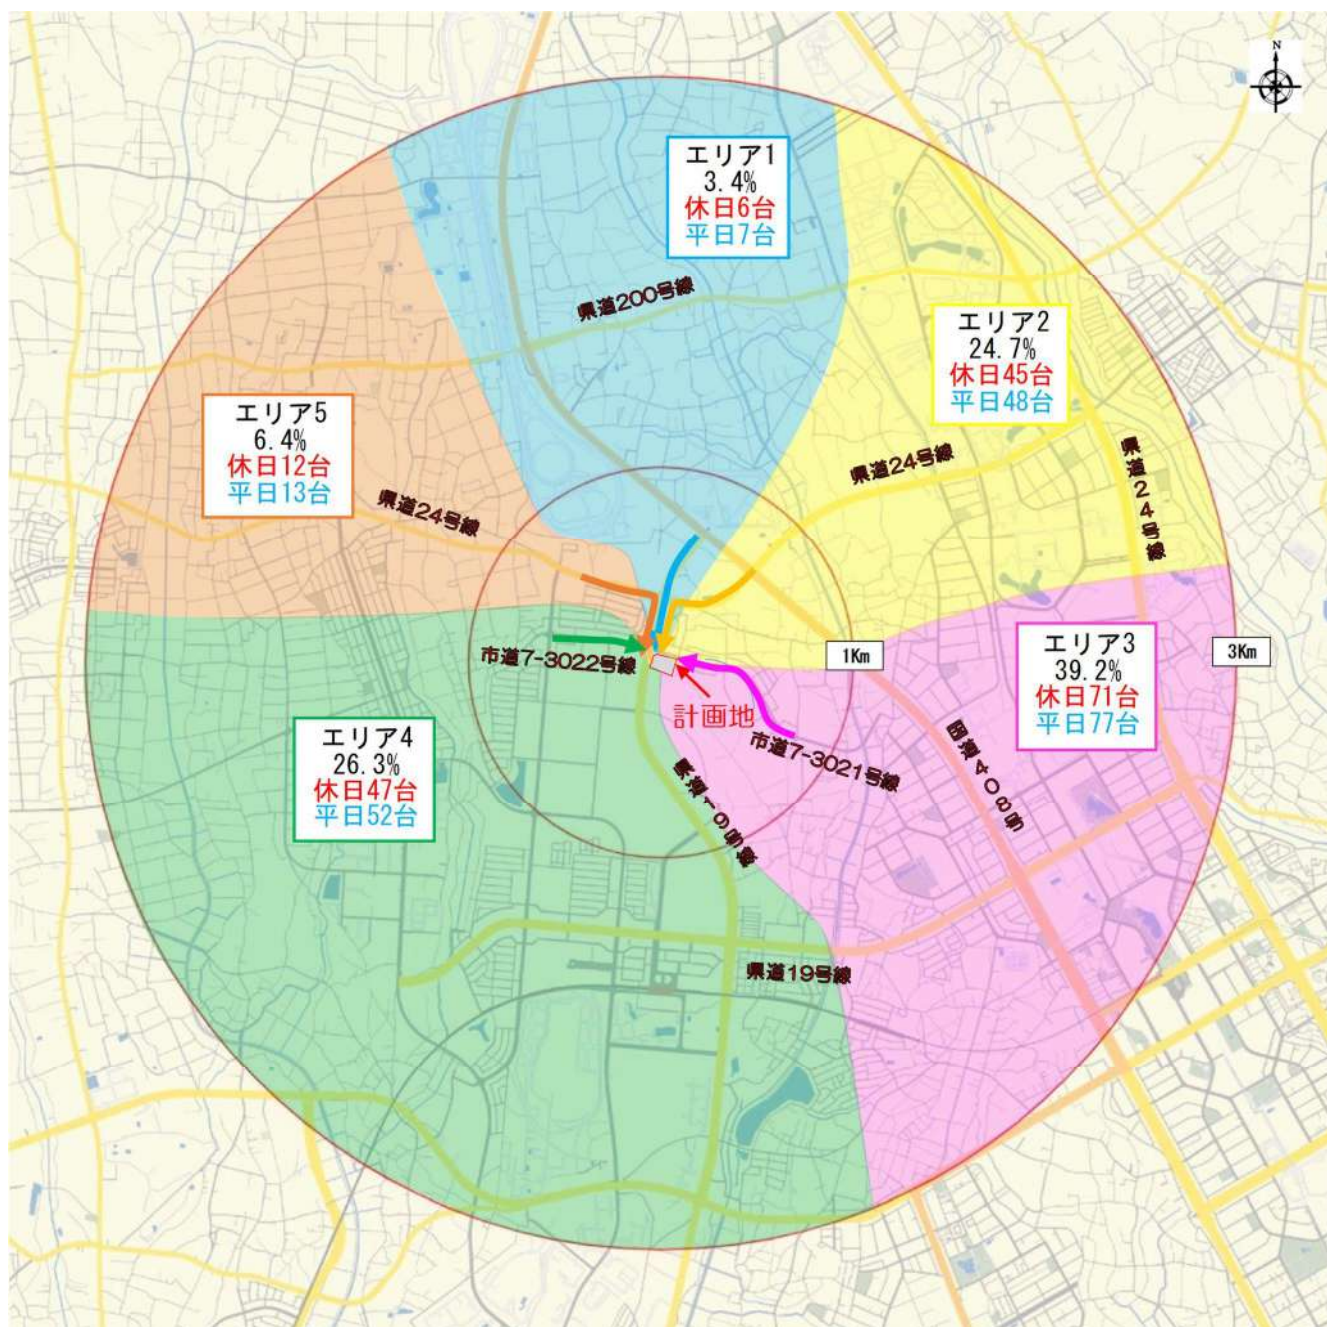 N
エリア1
3.4%
休日6台
平日7台
県道200号線
エリア2
24.7%
休日45台
平日48台
エリア5
6.4%
休日12台
平日13台
県道24号線
県道24号線
県道24号線
市道7-3022号線
1Km
3Km
エリア3
39.2%
休日71台
平日77台
計画地
市道7-3021号線
国道408号
エリア4
26.3%
休日47台
平日52台
県道19号線
県道19号線